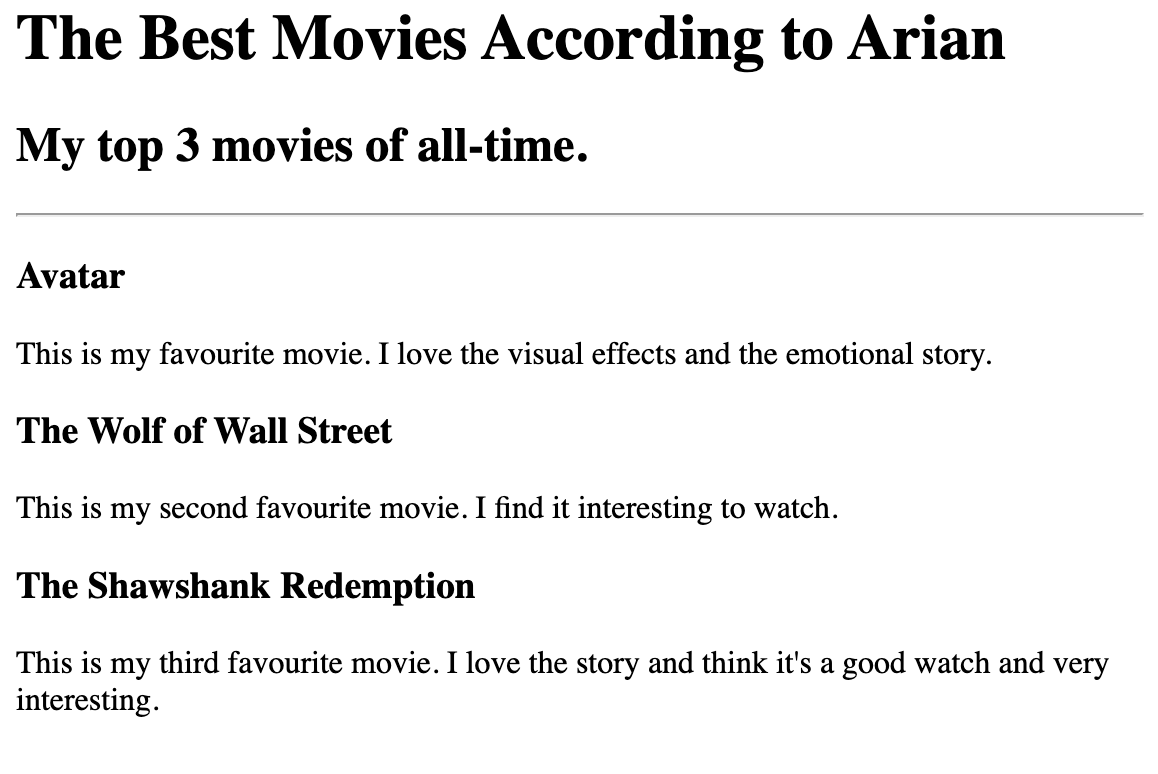 The Best Movies According to Arian
My top 3 movies of all-time.
Avatar
This is my favourite movie. I love the visual effects and the emotional story.
The Wolf of Wall Street
This is my second favourite movie. I find it interesting to watch.
The Shawshank Redemption
This is my third favourite movie. I love the story and think it's a good watch and very
interesting.